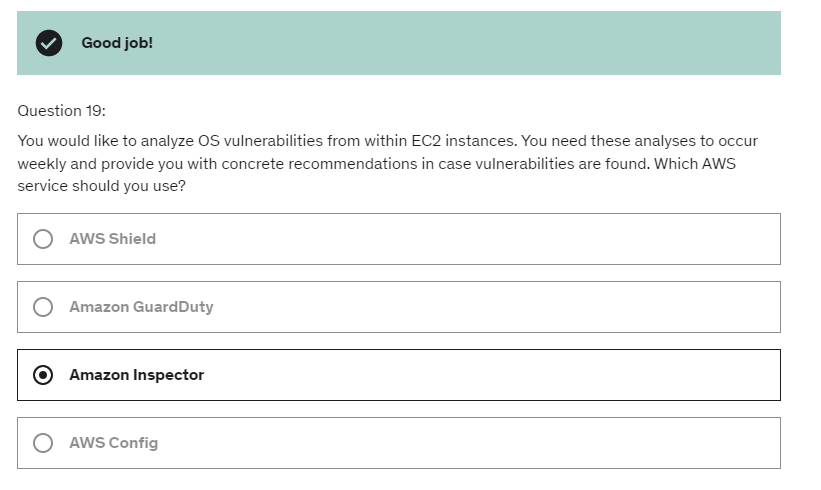 Good job!
Question 19:
You would like to analyze OS vulnerabilities from within EC2 instances. You need these analyses to occur
weekly and provide you with concrete recommendations in case vulnerabilities are found. Which AWS
service should you use?
AWS Shield
Amazon GuardDuty
Amazon Inspector
AWS Config